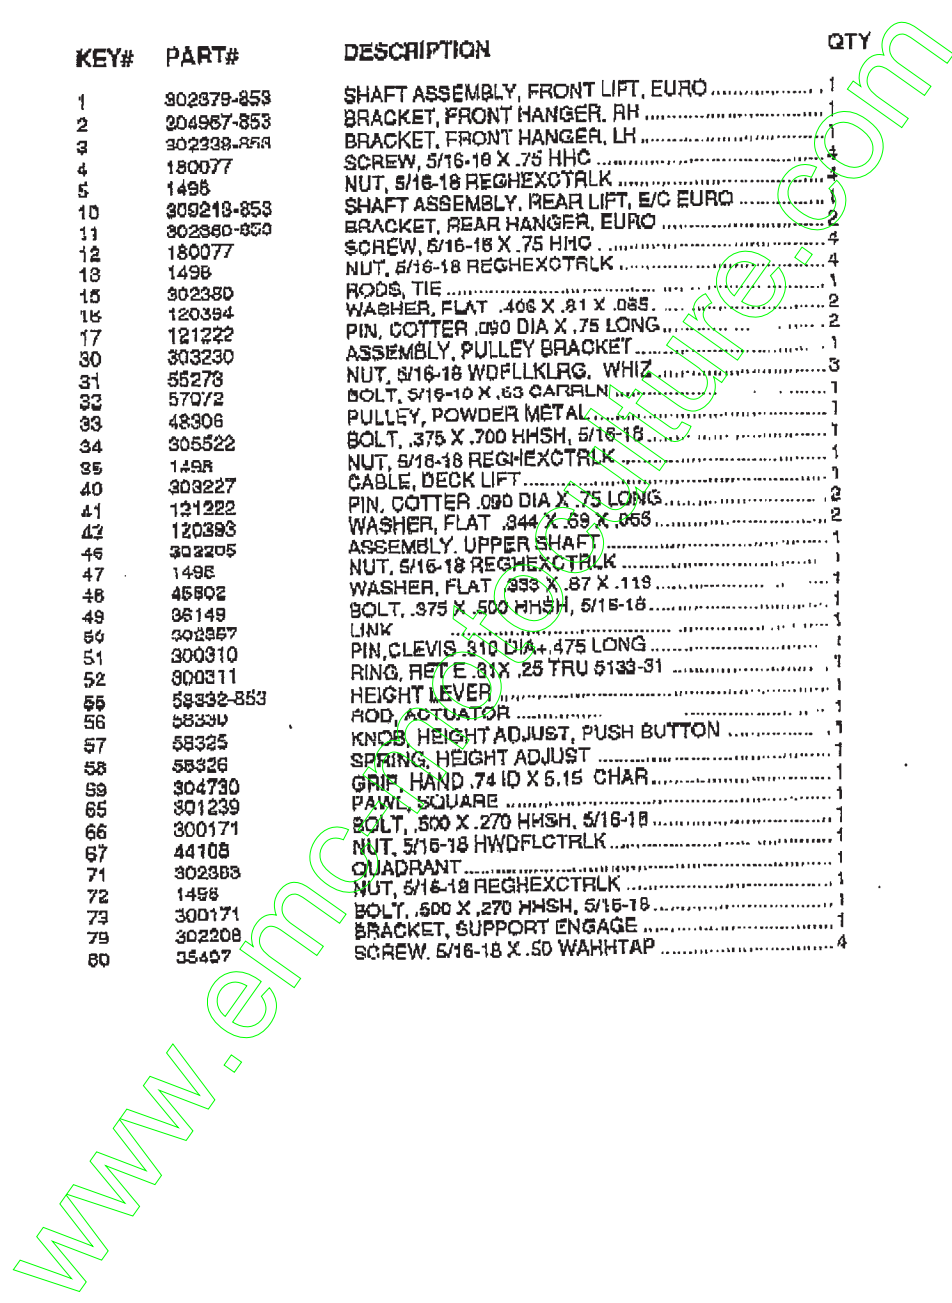 KEY# PART# DESCRIPTION QTY
1 302379-853 SHAFT ASSEMBLY, FRONT LIFT, EURO 1
2 204967-853 BRACKET, FRONT HANGER, RH 1
3 BRACKET, FRONT HANGER, LH 1
4 180077 SCREW, 5/16-18 X .75 HHC 4
5 1498 NUT, 5/16-18 REGHEXCTRLK 4
10 309218-853 SHAFT ASSEMBLY, REAR LIFT, E/C EURO 1
11 BRACKET, REAR HANGER, EURO 2
12 180077 SCREW, 5/16-18 X .75 HHC 4
13 1498 NUT, 5/16-18 REGHEXCTRLK 4
15 302380 RODS, TIE 1
16 120394 WASHER, FLAT .406 X .81 X .065 2
17 121222 PIN, COTTER .090 DIA X .75 LONG 2
30 303230 ASSEMBLY, PULLEY BRACKET 1
31 55273 NUT, 5/16-18 WDFLLKLRG, WHIZ 3
57072 BOLT, CARRLN 1
33 48306 PULLEY, POWDER METAL 1
34 305522 BOLT, .375 X .700 HHSH, 5/16-18 1
35 1498 NUT, 5/16-18 REGHEXCTRLK 1
40 303227 CABLE, DECK LIFT 1
41 121222 PIN, COTTER .090 DIA X .75 LONG 2
120393 WASHER, FLAT .344 X .69 X .065 2
46 302205 ASSEMBLY, UPPER SHAFT 1
47 1498 NUT, 5/16-18 REGHEXCTRLK 1
48 45802 WASHER, FLAT X .87 X .119 1
49 36149 BOLT, .375 X .500 HHSH, 5/16-18 1
50 302357 LINK 1
51 300310 PIN,CLEVIS .310 DIA+,475 LONG 1
52 300311 RING, RET E .31X .25 TRU 5133-31 1
55 58332-853 HEIGHT LEVER 1
56 58330 ROD, ACTUATOR 1
57 58325 KNOB, HEIGHT ADJUST, PUSH BUTTON 1
58 58326 SPRING, HEIGHT ADJUST 1
59 304730 GRIP, HAND .74 ID X 5.15 CHAR 1
65 301239 PAWL, SQUARE 1
66 300171 BOLT, .500 X .270 HHSH, 5/16-18 1
67 44108 NUT, 5/16-18 HWDFLCTRLK 1
71 302383 QUADRANT 1
72 1498 NUT, 5/16-18 REGHEXCTRLK 1
73 300171 BOLT, .500 X .270 HHSH, 5/16-18 1
79 302208 BRACKET, SUPPORT ENGAGE 1
80 35407 SCREW, 5/16-18 X .50 WAHHTAP 4
www.emc-motoculture.com